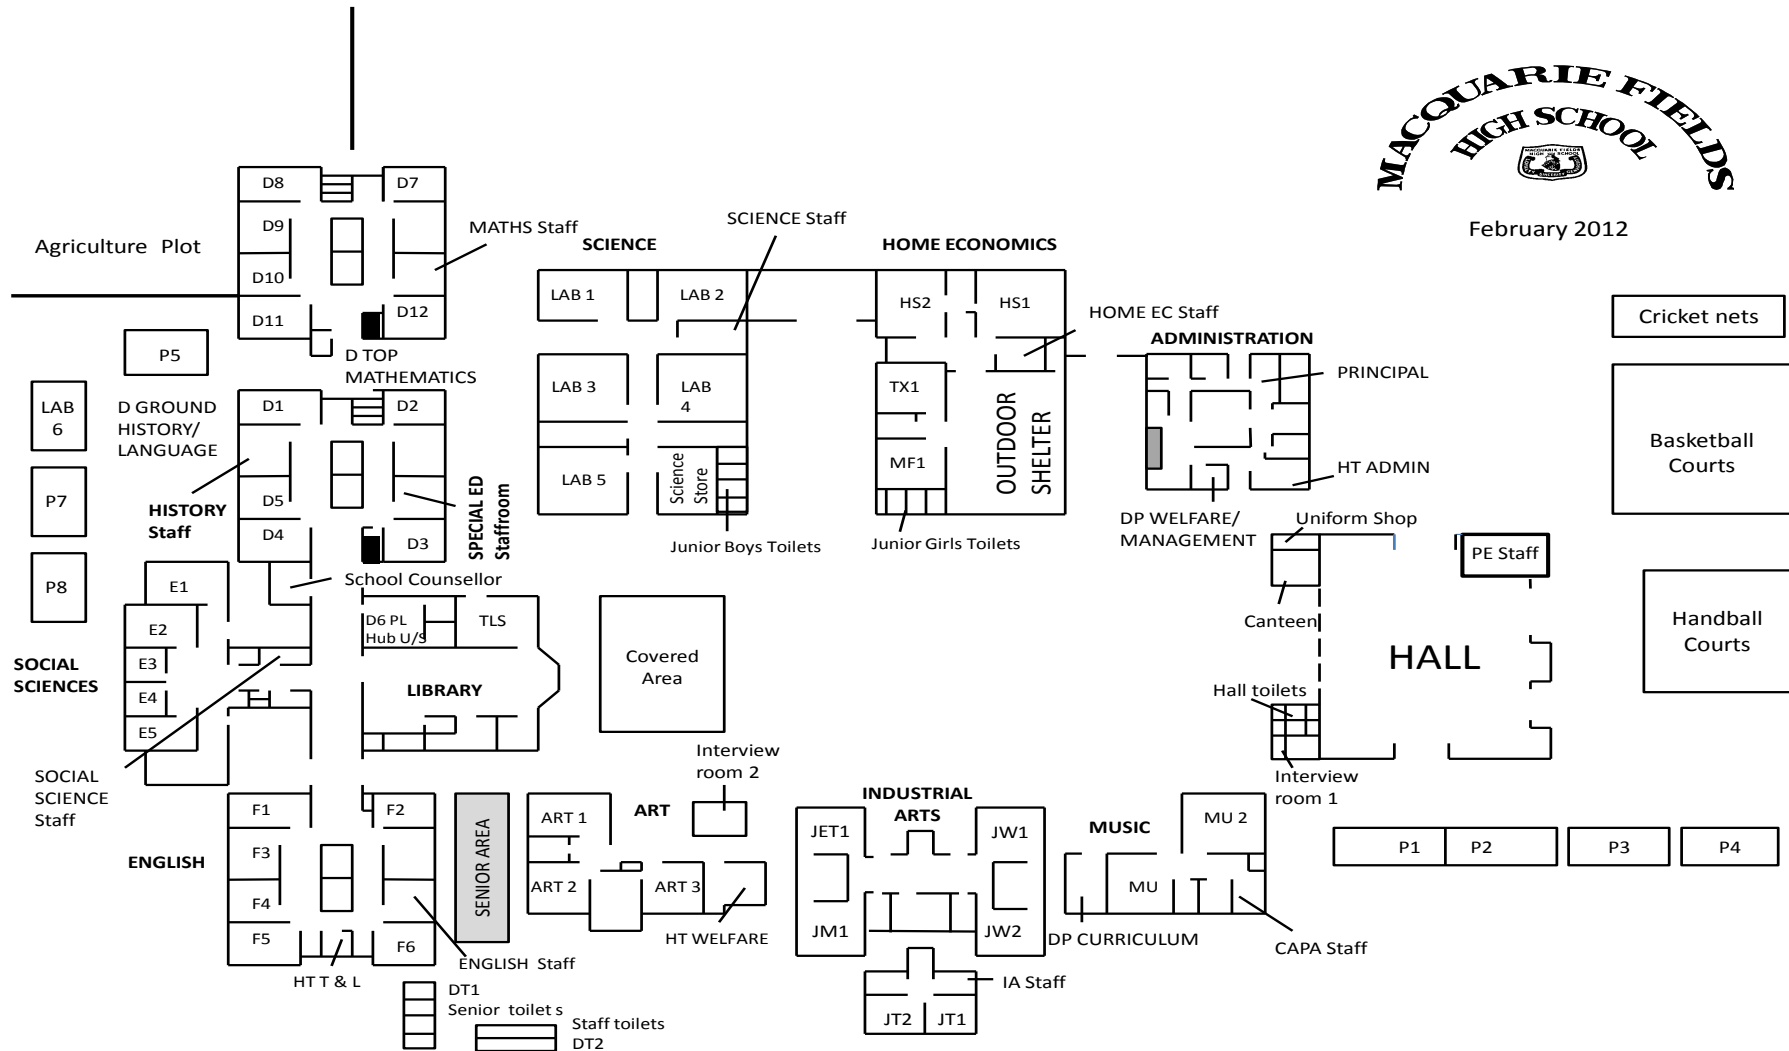 MACQUARIE FIELDS
HIGH SCHOOL
MACQUARIE FIELDS
HIGH SCHOOL
February 2012
D8
D7
D9
MATHS Staff
Agriculture Plot
D10
D11
D12
D TOP
MATHEMATICS
P5
SCIENCE
SCIENCE Staff
HOME ECONOMICS
LAB 1
LAB 2
HS2
HS1
HOME EC Staff
ADMINISTRATION
PRINCIPAL
Cricket nets
LAB
6
D GROUND
HISTORY/
LANGUAGE
D1
D2
LAB 3
LAB
4
TX1
OUTDOOR
SHELTER
HT ADMIN
Basketball
Courts
P7
HISTORY
Staff
D5
SPECIAL ED
Staffroom
LAB 5
Science
Store
MF1
DP WELFARE/
MANAGEMENT
D4
D3
Junior Boys Toilets
Junior Girls Toilets
Uniform Shop
PE Staff
P8
E1
School Counsellor
E2
D6 PL
Hub U/S
TLS
Canteen
Handball
Courts
SOCIAL
SCIENCES
E3
Covered
Area
HALL
E4
LIBRARY
Hall toilets
E5
SOCIAL
SCIENCE
Staff
Interview
room 2
Interview
room 1
F1
F2
ART 1
ART
INDUSTRIAL
ARTS
JET1
JW1
MUSIC
MU 2
P1
P2
P3
P4
ENGLISH
F3
SENIOR AREA
F4
ART 2
ART 3
MU
F5
F6
HT WELFARE
JM1
JW2
DP CURRICULUM
CAPA Staff
HT T & L
ENGLISH Staff
IA Staff
DT1
Senior toilet s
Staff toilets
DT2
JT2
JT1